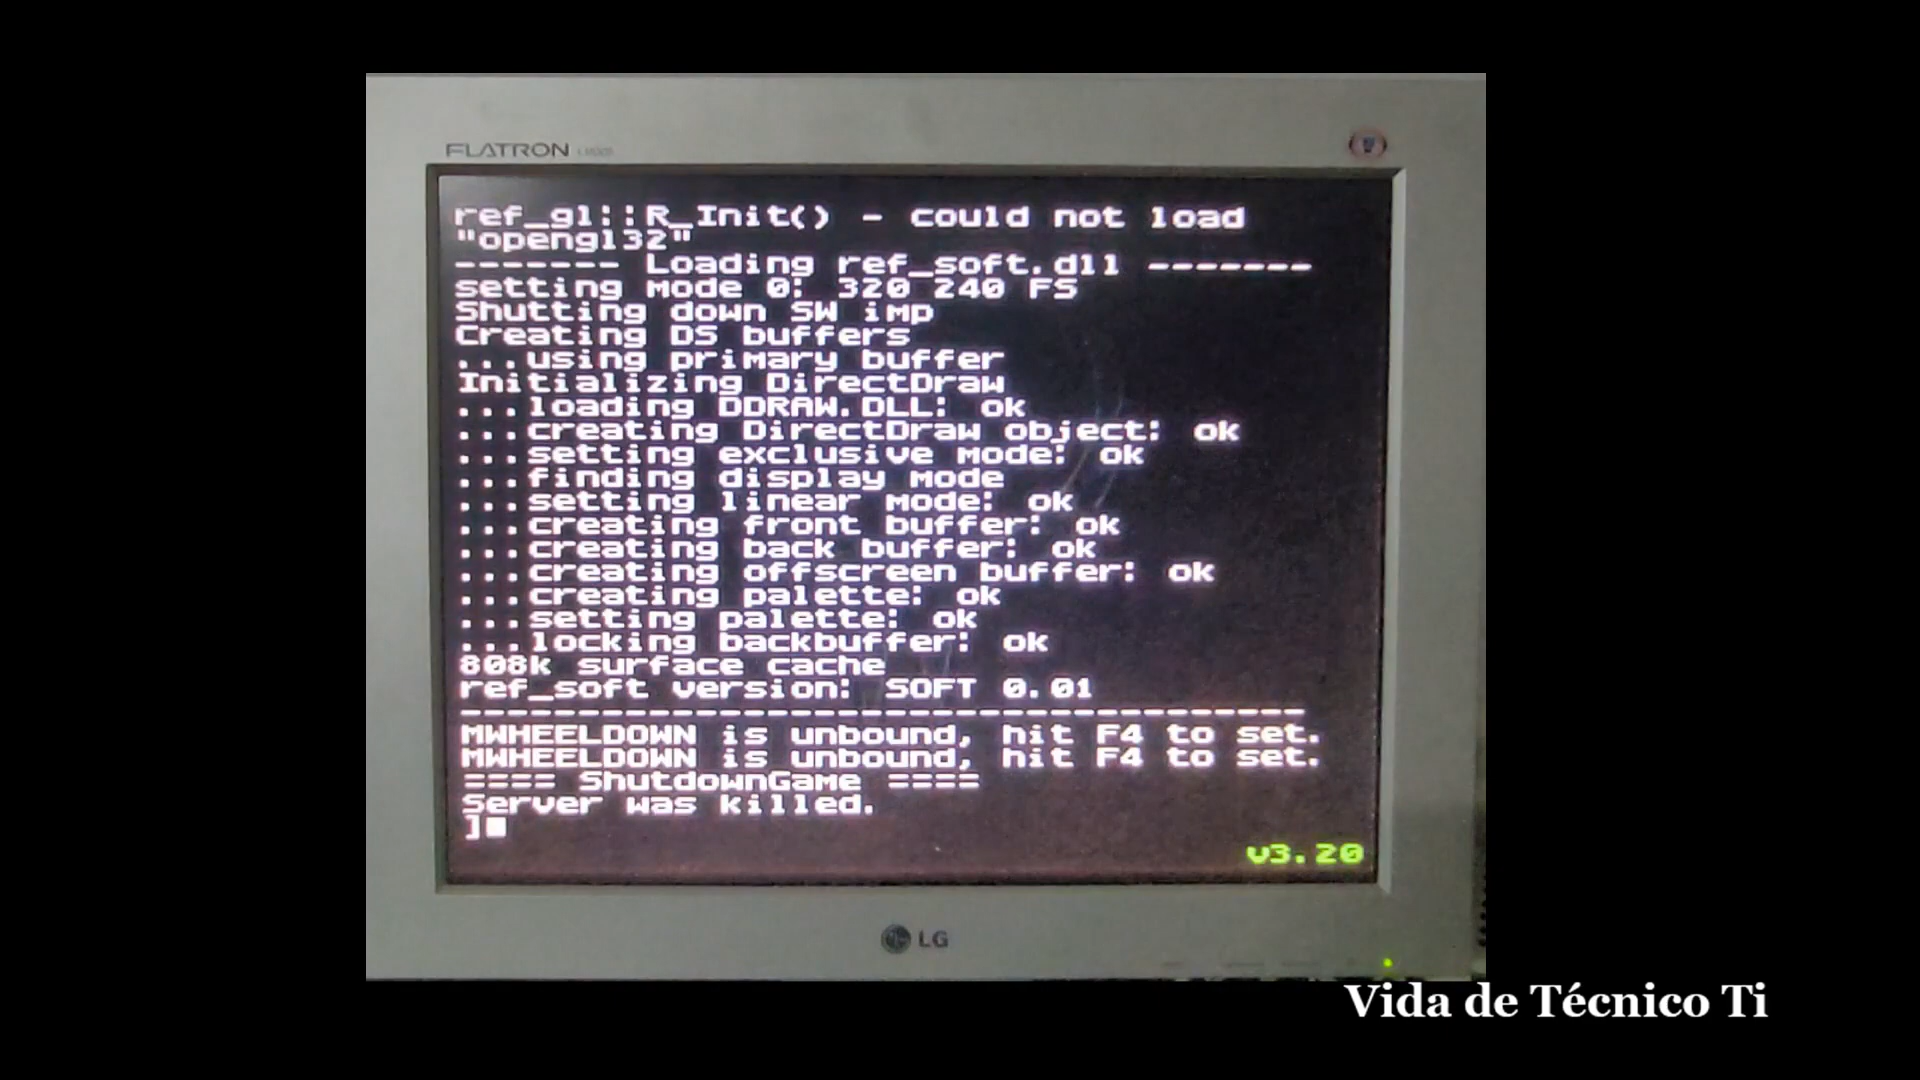 FLATRON
ref_gl::R_Init() - could not load
"opengl32"
------- Loading ref_soft.dll -------
setting mode 0: 320 240 FS
Shutting down SW imp
Creating DS buffers
...using primary buffer
Initializing DirectDraw
...loading DDRAW.DLL: ok
...creating DirectDraw object: ok
...setting exclusive mode: ok
...finding display mode
...setting linear mode: ok
...creating front buffer: ok
...creating back buffer: ok
...creating offscreen buffer: ok
...creating palette: ok
...setting palette: ok
...locking backbuffer: ok
808k surface cache
ref_soft version: SOFT 0.01
------------------------------------
MWHEELDOWN is unbound, hit F4 to set.
MWHEELDOWN is unbound, hit F4 to set.
==== ShutdownGame ====
Server was killed.
]
v3.20
LG
Vida de Técnico Ti